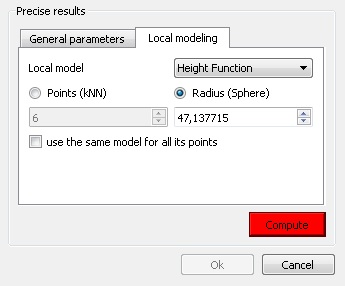 Precise results
General parameters
Local modeling
Local model
Height Function
Points (kNN)
Radius (Sphere)
6
47,137715
use the same model for all its points
Compute
Ok
Cancel